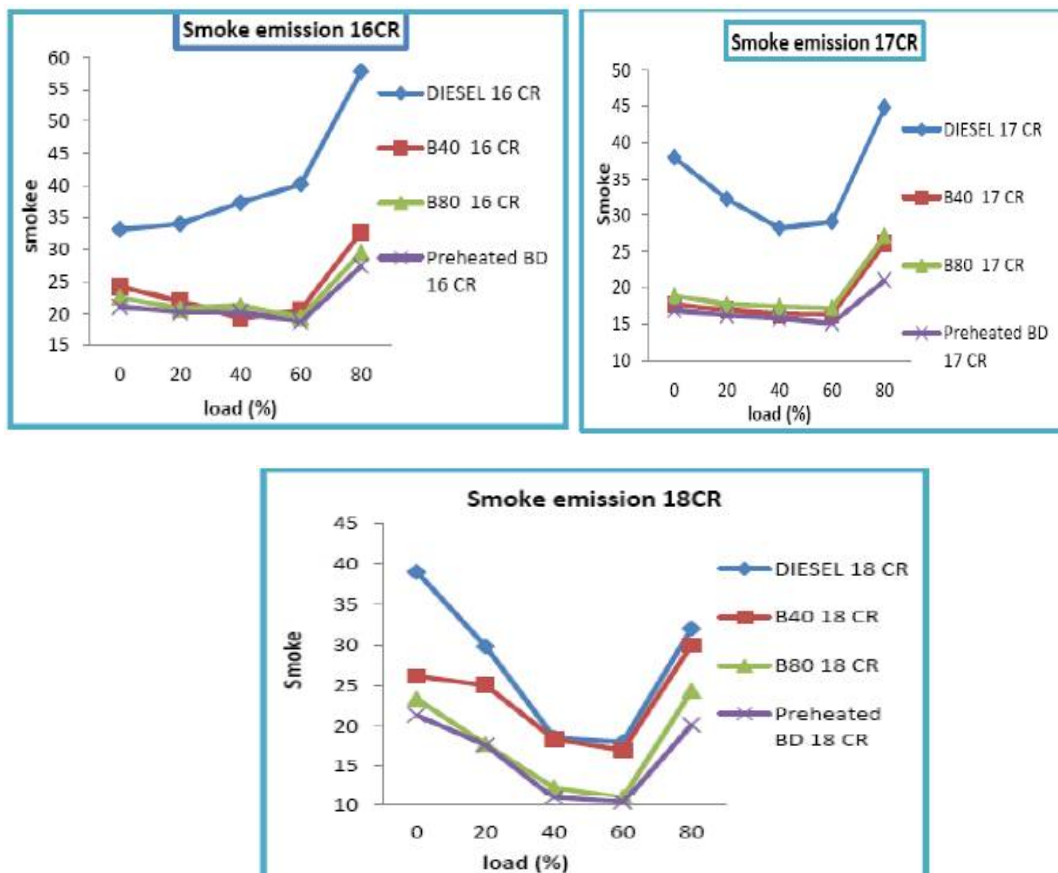 Smoke emission 16CR
60
55
50
45
40
35
30
25
20
15
smokee
0 20 40 60 80
load (%)
DIESEL 16 CR
B40 16 CR
B80 16 CR
Preheated BD
16 CR
Smoke emission 17CR
50
45
40
35
30
25
20
15
10
Smoke
0 20 40 60 80
load (%)
DIESEL 17 CR
B40 17 CR
B80 17 CR
Preheated BD
17 CR
Smoke emission 18CR
45
40
35
30
25
20
15
10
Smoke
0 20 40 60 80
load (%)
DIESEL 18 CR
B40 18 CR
B80 18 CR
Preheated
BD 18 CR